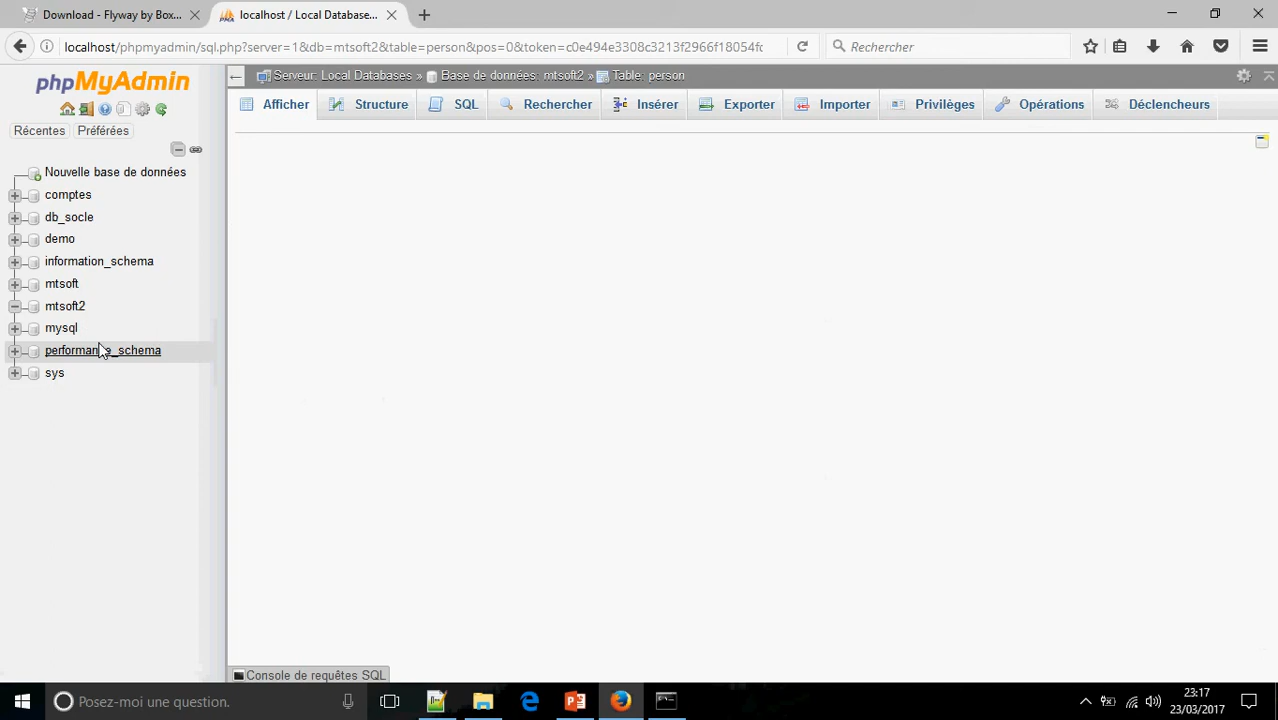 Download - Flyway by Box...
localhost / Local Database...
localhost/phpmyadmin/sql.php?server=1&db=mtsoft2&table=person&pos=0&token=c0e494e3308c3213f2966f18054fc
Rechercher
phpMyAdmin
Récentes
Préférées
Nouvelle base de données
comptes
db_socle
demo
information_schema
mtsoft
mtsoft2
mysql
performance_schema
sys
Serveur: Local Databases » Base de données: mtsoft2 » Table: person
Afficher
Structure
SQL
Rechercher
Insérer
Exporter
Importer
Privilèges
Opérations
Déclencheurs
Console de requêtes SQL
Posez-moi une question.
23:17
23/03/2017